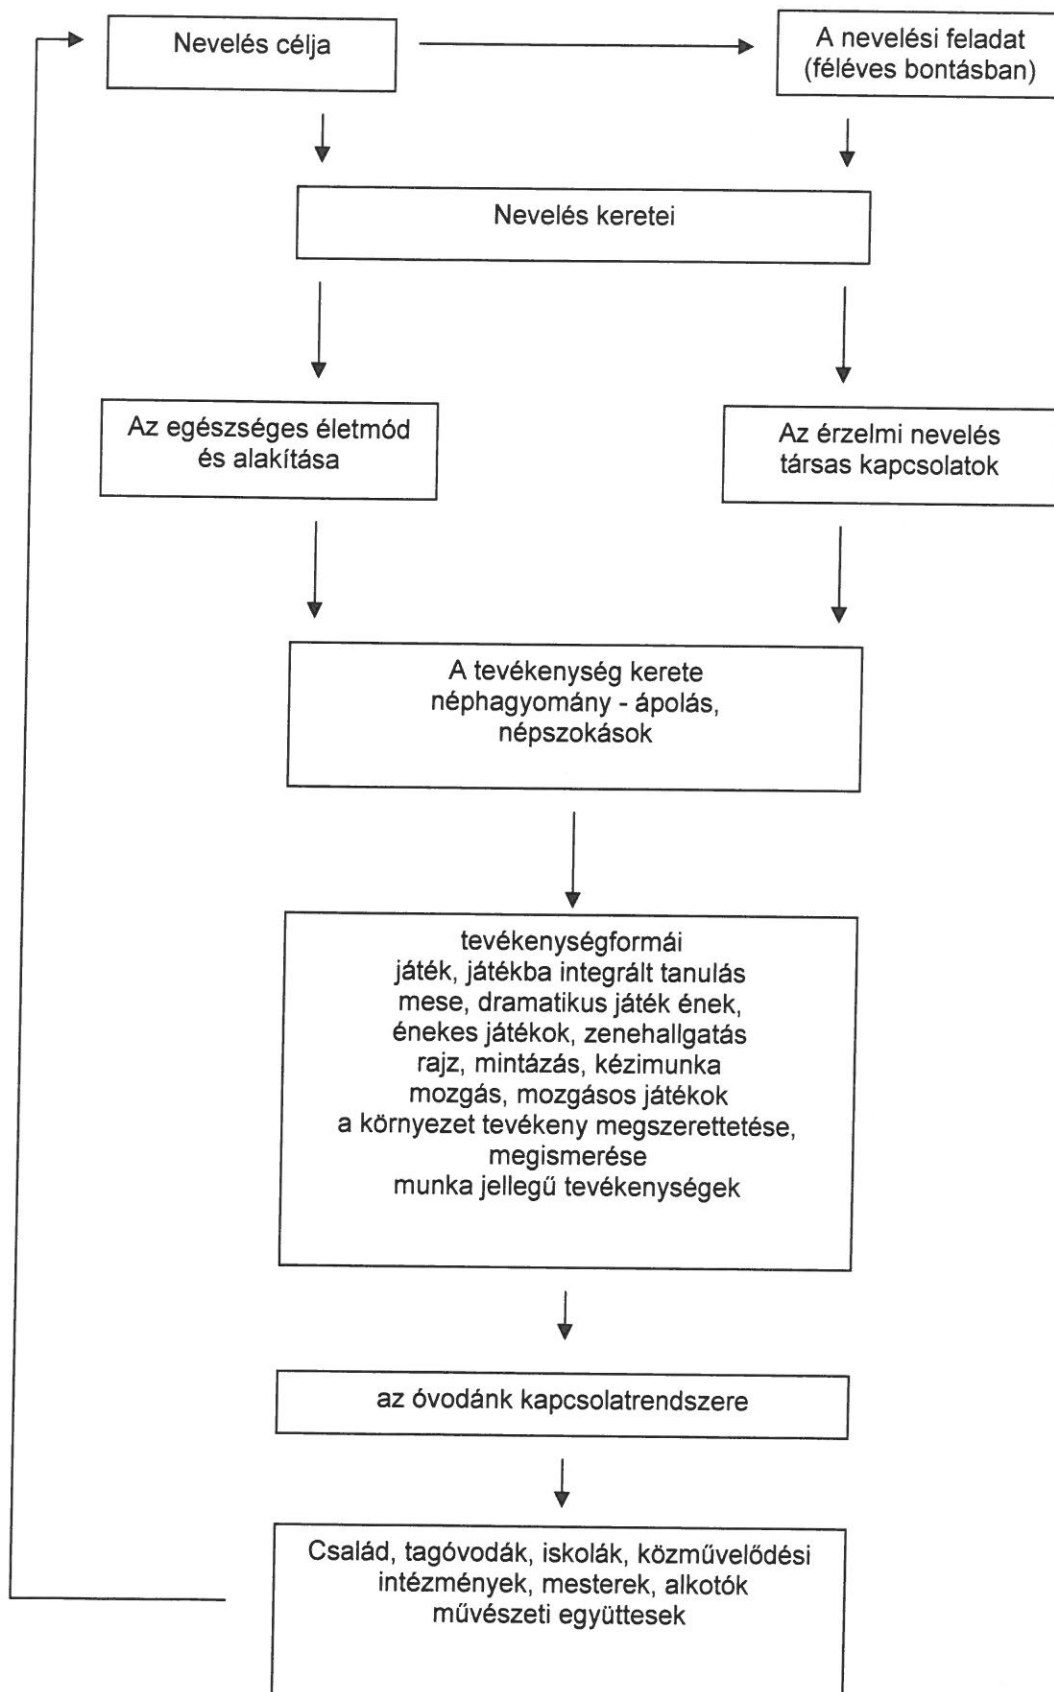 Nevelés célja
A nevelési feladat
(féléves bontásban)
Nevelés keretei
Az egészséges életmód
és alakítása
Az érzelmi nevelés
társas kapcsolatok
A tevékenység kerete
néphagyomány - ápolás,
népszokások
tevékenységformái
játék, játékba integrált tanulás
mese, dramatikus játék ének,
énekes játékok, zenehallgatás
rajz, mintázás, kézimunka
mozgás, mozgásos játékok
a környezet tevékeny megszerettetése,
megismerése
munka jellegű tevékenységek
az óvodánk kapcsolatrendszere
Család, tagóvodák, iskolák, közművelődési
intézmények, mesterek, alkotók
művészeti együttesek